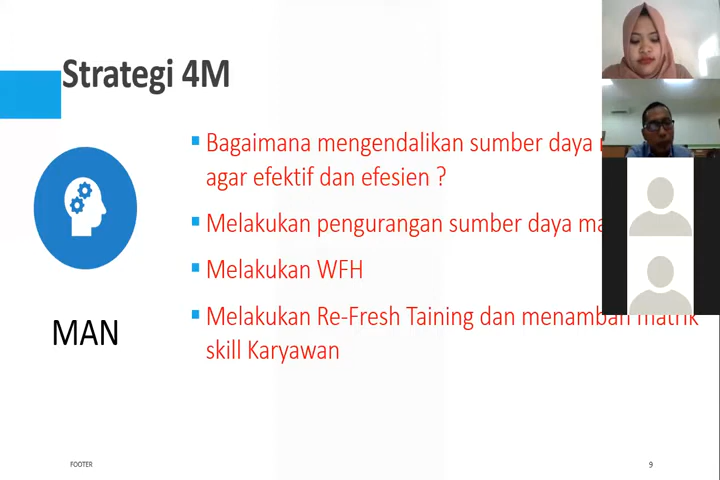 Strategi 4M
Bagaimana mengendalikan sumber daya
agar efektif dan efesien ?
Melakukan pengurangan sumber daya
Melakukan WFH
Melakukan Re-Fresh Taining dan menambah matrik
skill Karyawan
MAN
FOOTER
9